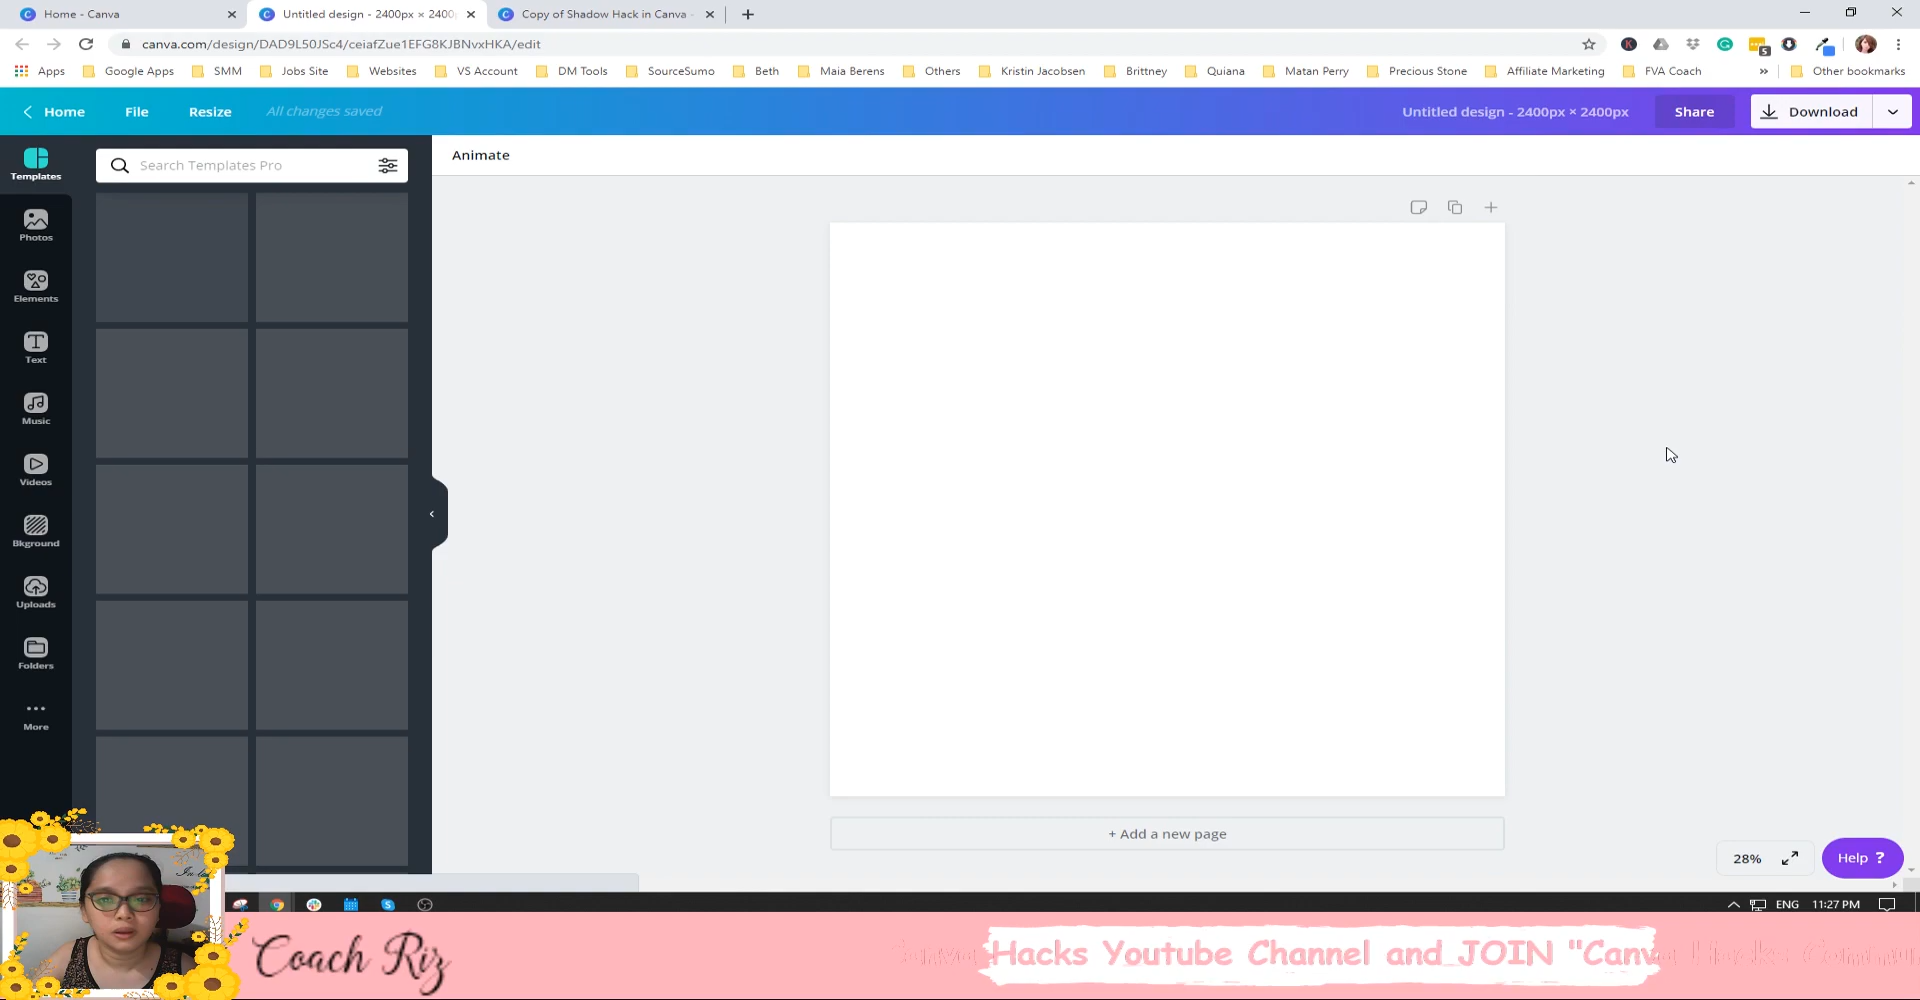 Home - Canva
Untitled design - 2400px × 2400
Copy of Shadow Hack in Canva -
canva.com/design/DAD9L50JSc4/ceiafZue1EFG8KJBNvxHKA/edit
Apps
Google Apps
SMM
Jobs Site
Websites
VS Account
DM Tools
SourceSumo
Beth
Maia Berens
Others
Kristin Jacobsen
Brittney
Quiana
Matan Perry
Precious Stone
Affiliate Marketing
FVA Coach
»
Other bookmarks
Home
File
Resize
All changes saved
Untitled design - 2400px × 2400px
Share
Download
Templates
Search Templates Pro
Animate
Photos
Elements
Text
Music
Videos
Bkground
Uploads
Folders
More
+ Add a new page
28%
Help ?
ENG
11:27 PM
Coach Riz
Hacks Youtube Channel and JOIN "Canva Hacks Commu